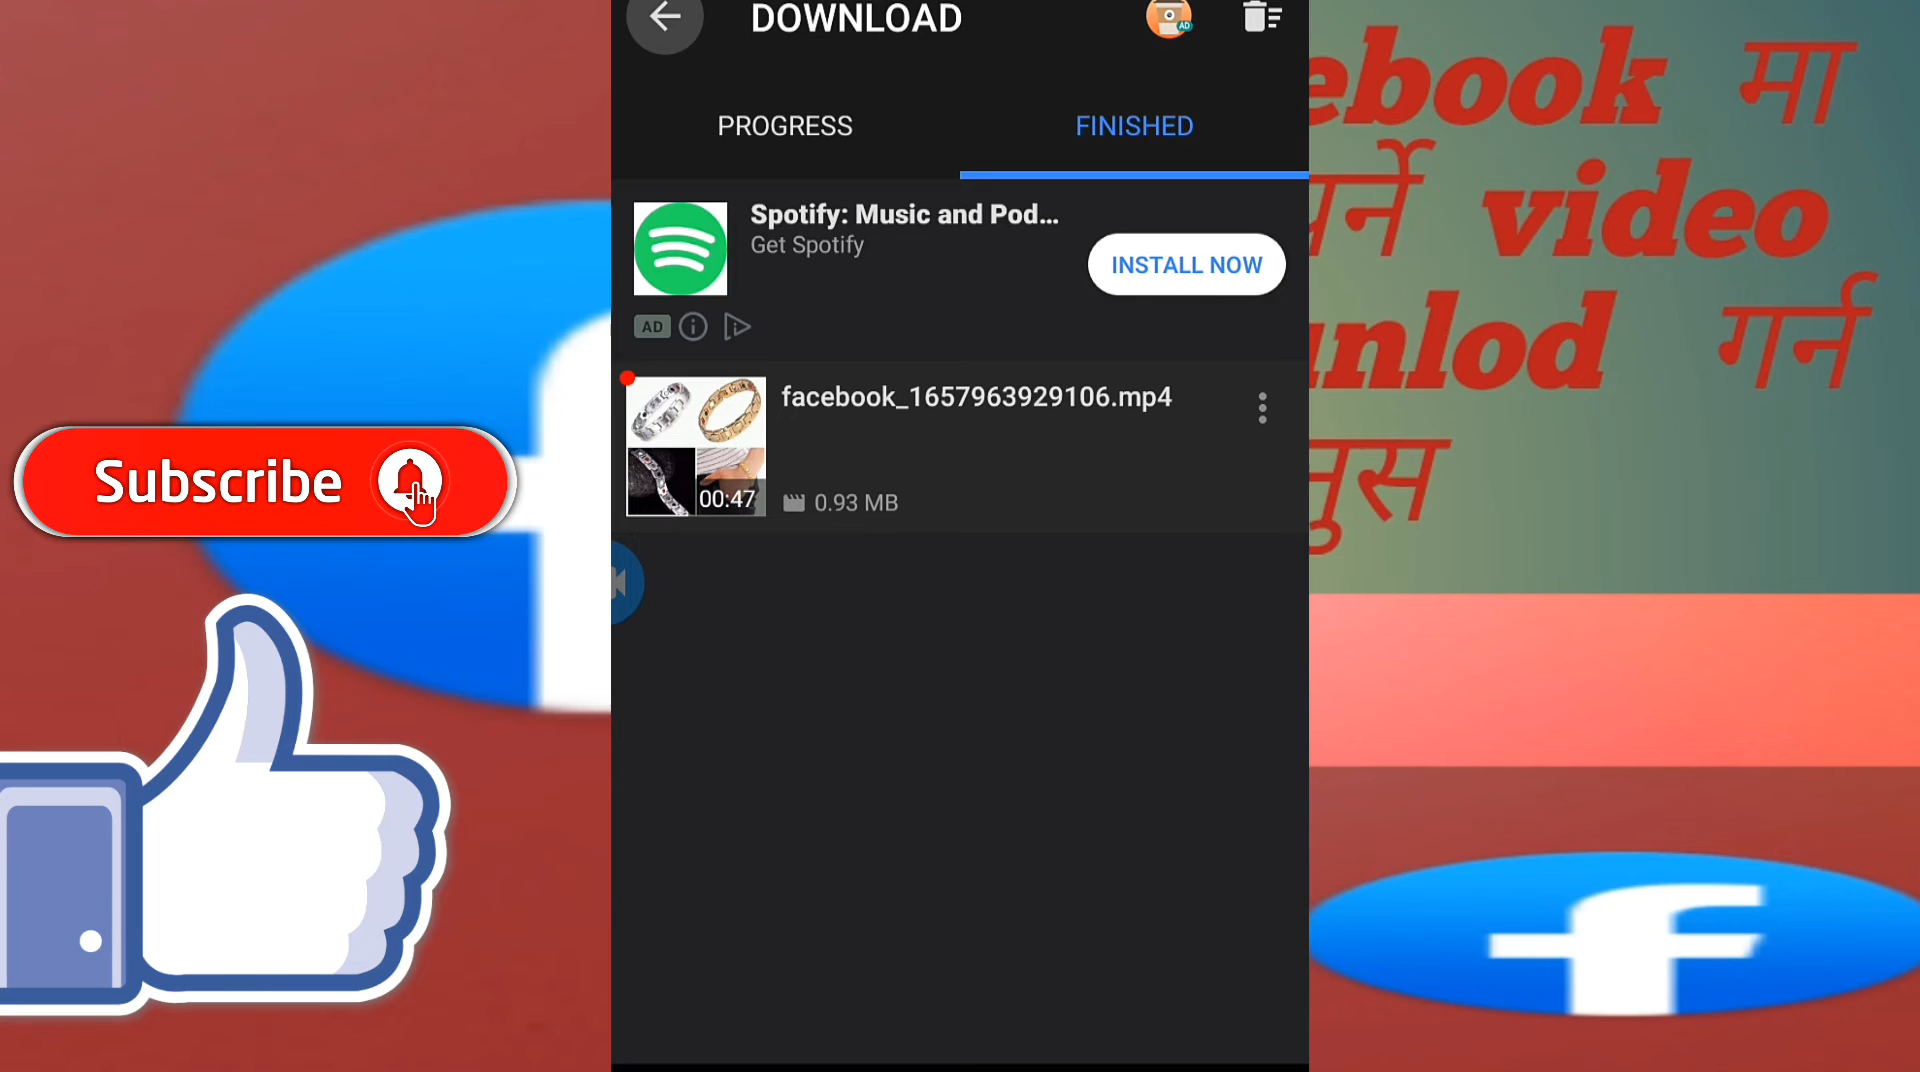 DOWNLOAD
AD
PROGRESS
FINISHED
Spotify: Music and Pod...
Get Spotify
INSTALL NOW
AD
facebook_1657963929106.mp4
00:47
0.93 MB
Subscribe
ebook मा
video
nlod गर्न